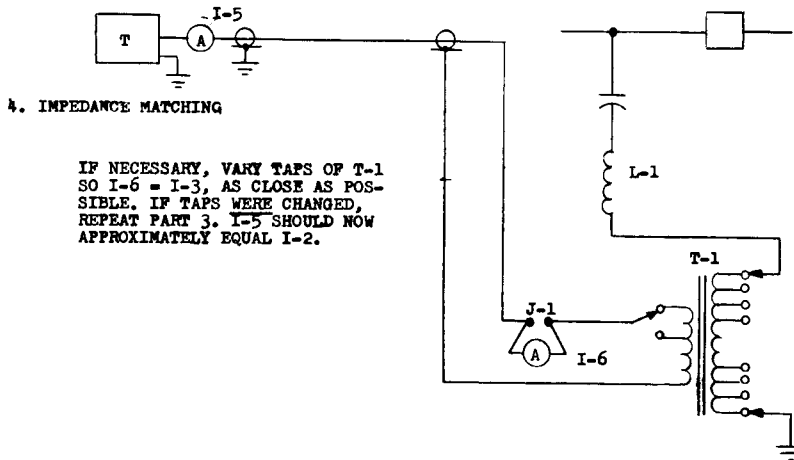 I-5
T
A
4. IMPEDANCE MATCHING
IF NECESSARY, VARY TAPS OF T-1
SO I-6 = I-3, AS CLOSE AS POS-
SIBLE. IF TAPS WERE CHANGED,
REPEAT PART 3. I-5 SHOULD NOW
APPROXIMATELY EQUAL I-2.
L-1
T-1
J-1
A
I-6